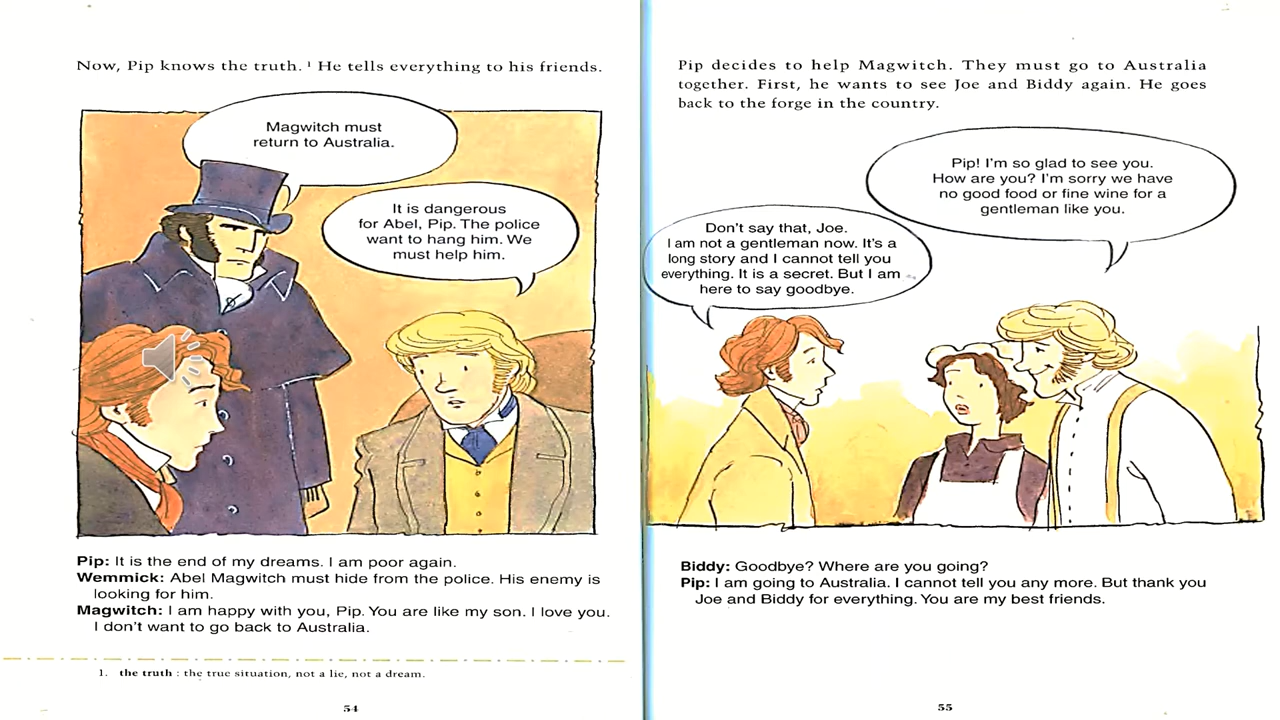 Now, Pip knows the truth. ¹ He tells everything to his friends.
Magwitch must
return to Australia.
It is dangerous
for Abel, Pip. The police
want to hang him. We
must help him.
Pip: It is the end of my dreams. I am poor again.
Wemmick: Abel Magwitch must hide from the police. His enemy is
looking for him.
Magwitch: I am happy with you, Pip. You are like my son. I love you.
I don't want to go back to Australia.
1. the truth : the true situation, not a lie, not a dream.
54
Pip decides to help Magwitch. They must go to Australia
together. First, he wants to see Joe and Biddy again. He goes
back to the forge in the country.
Pip! I'm so glad to see you.
How are you? I'm sorry we have
no good food or fine wine for a
gentleman like you.
Don't say that, Joe.
I am not a gentleman now. It's a
long story and I cannot tell you
everything. It is a secret. But I am
here to say goodbye.
Biddy: Goodbye? Where are you going?
Pip: I am going to Australia. I cannot tell you any more. But thank you
Joe and Biddy for everything. You are my best friends.
55